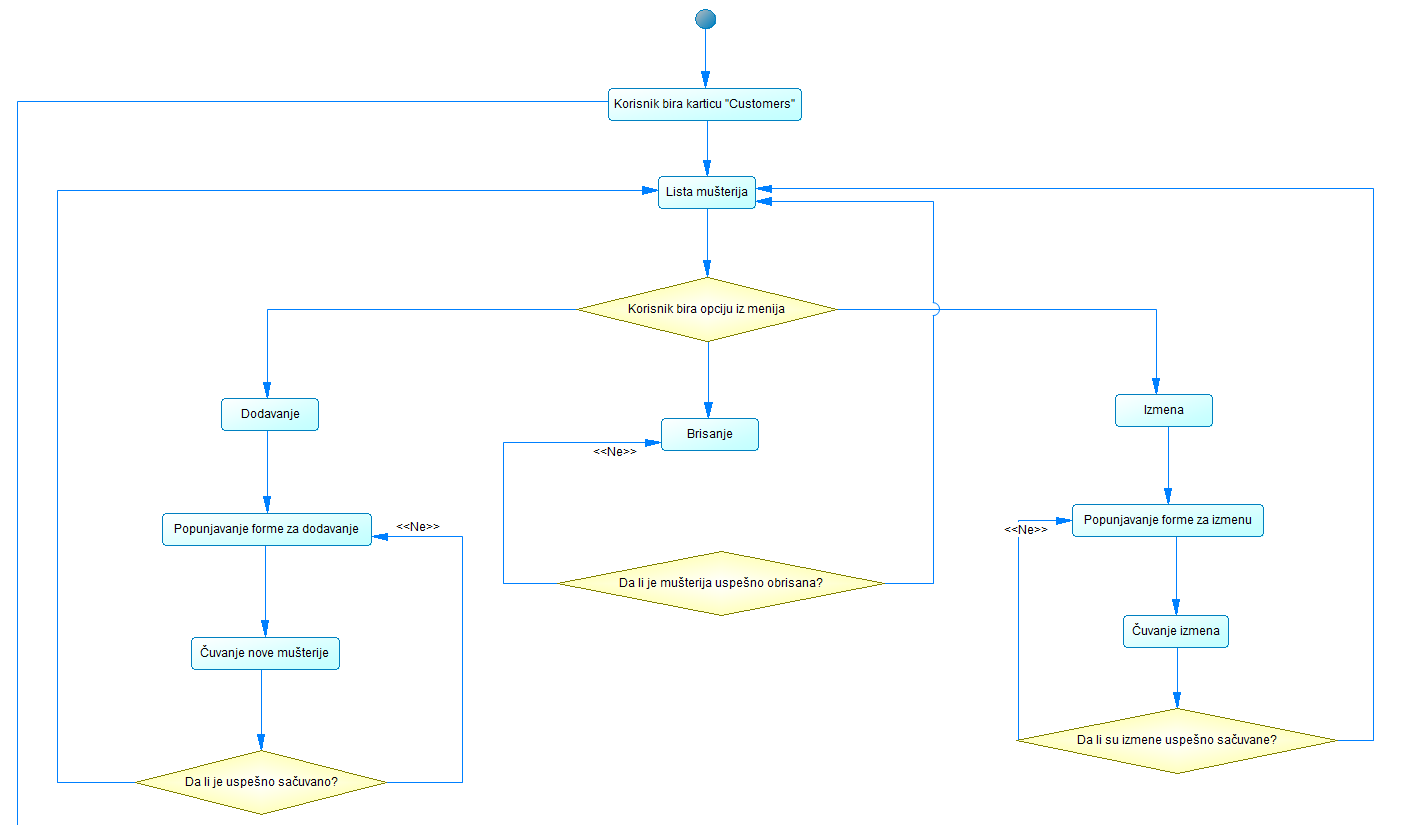 Korisnik bira karticu "Customers"
Lista mušterija
Korisnik bira opciju iz menija
Dodavanje
Brisanje
Izmena
<<Ne>>
Popunjavanje forme za dodavanje
<<Ne>>
Popunjavanje forme za izmenu
<<Ne>>
Da li je mušterija uspešno obrisana?
Čuvanje nove mušterije
Čuvanje izmena
Da li je uspešno sačuvano?
Da li su izmene uspešno sačuvane?